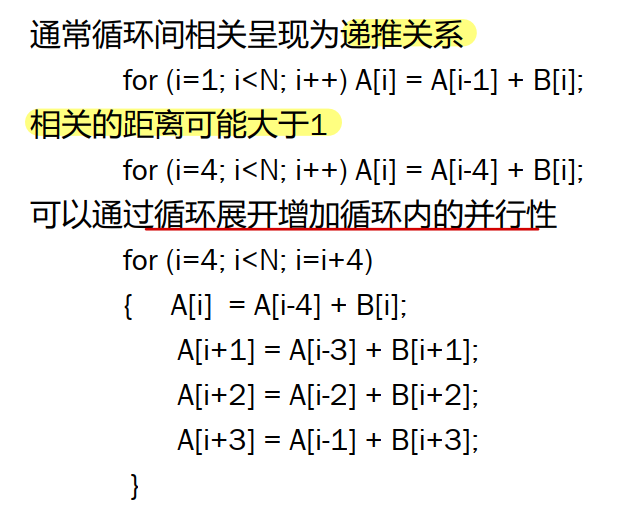 通常循环间相关呈现为递推关系
for (i=1; i<N; i++) A[i] = A[i-1] + B[i];
相关的距离可能大于1
for (i=4; i<N; i++) A[i] = A[i-4] + B[i];
可以通过循环展开增加循环内的并行性
for (i=4; i<N; i=i+4)
{ A[i] = A[i-4] + B[i];
A[i+1] = A[i-3] + B[i+1];
A[i+2] = A[i-2] + B[i+2];
A[i+3] = A[i-1] + B[i+3];
}